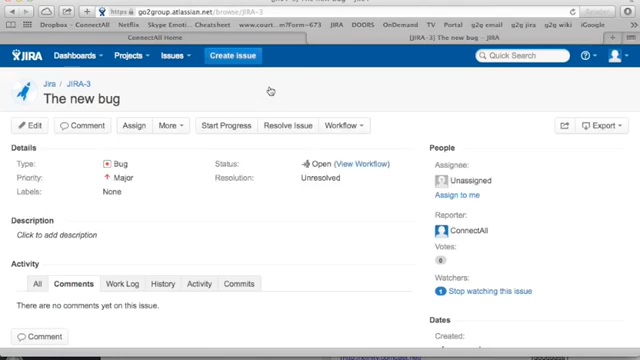 https go2group.atlassian.net/browse/JIRA-3
DropBox ConnectAll Netflix Skype Emoticons www.court...m?form=673 JIRA DOORS OnDemand TV Portal g2g email g2g jira wiki iGoogle
ConnectAll Home [JIRA-3] The new bug | JIRA
JIRA Dashboards Projects Issues Create issue Quick Search
Jira / JIRA-3
The new bug
Edit Comment Assign More Start Progress Resolve Issue Workflow Export
Details
Type: Bug Status: Open (View Workflow)
Priority: Major Resolution: Unresolved
Labels: None
Description
Click to add description
Activity
All Comments Work Log History Activity Commits
There are no comments yet on this issue.
Comment
People
Assignee:
Unassigned
Assign to me
Reporter:
ConnectAll
Votes:
0
Watchers:
1 Stop watching this issue
Dates
Created: